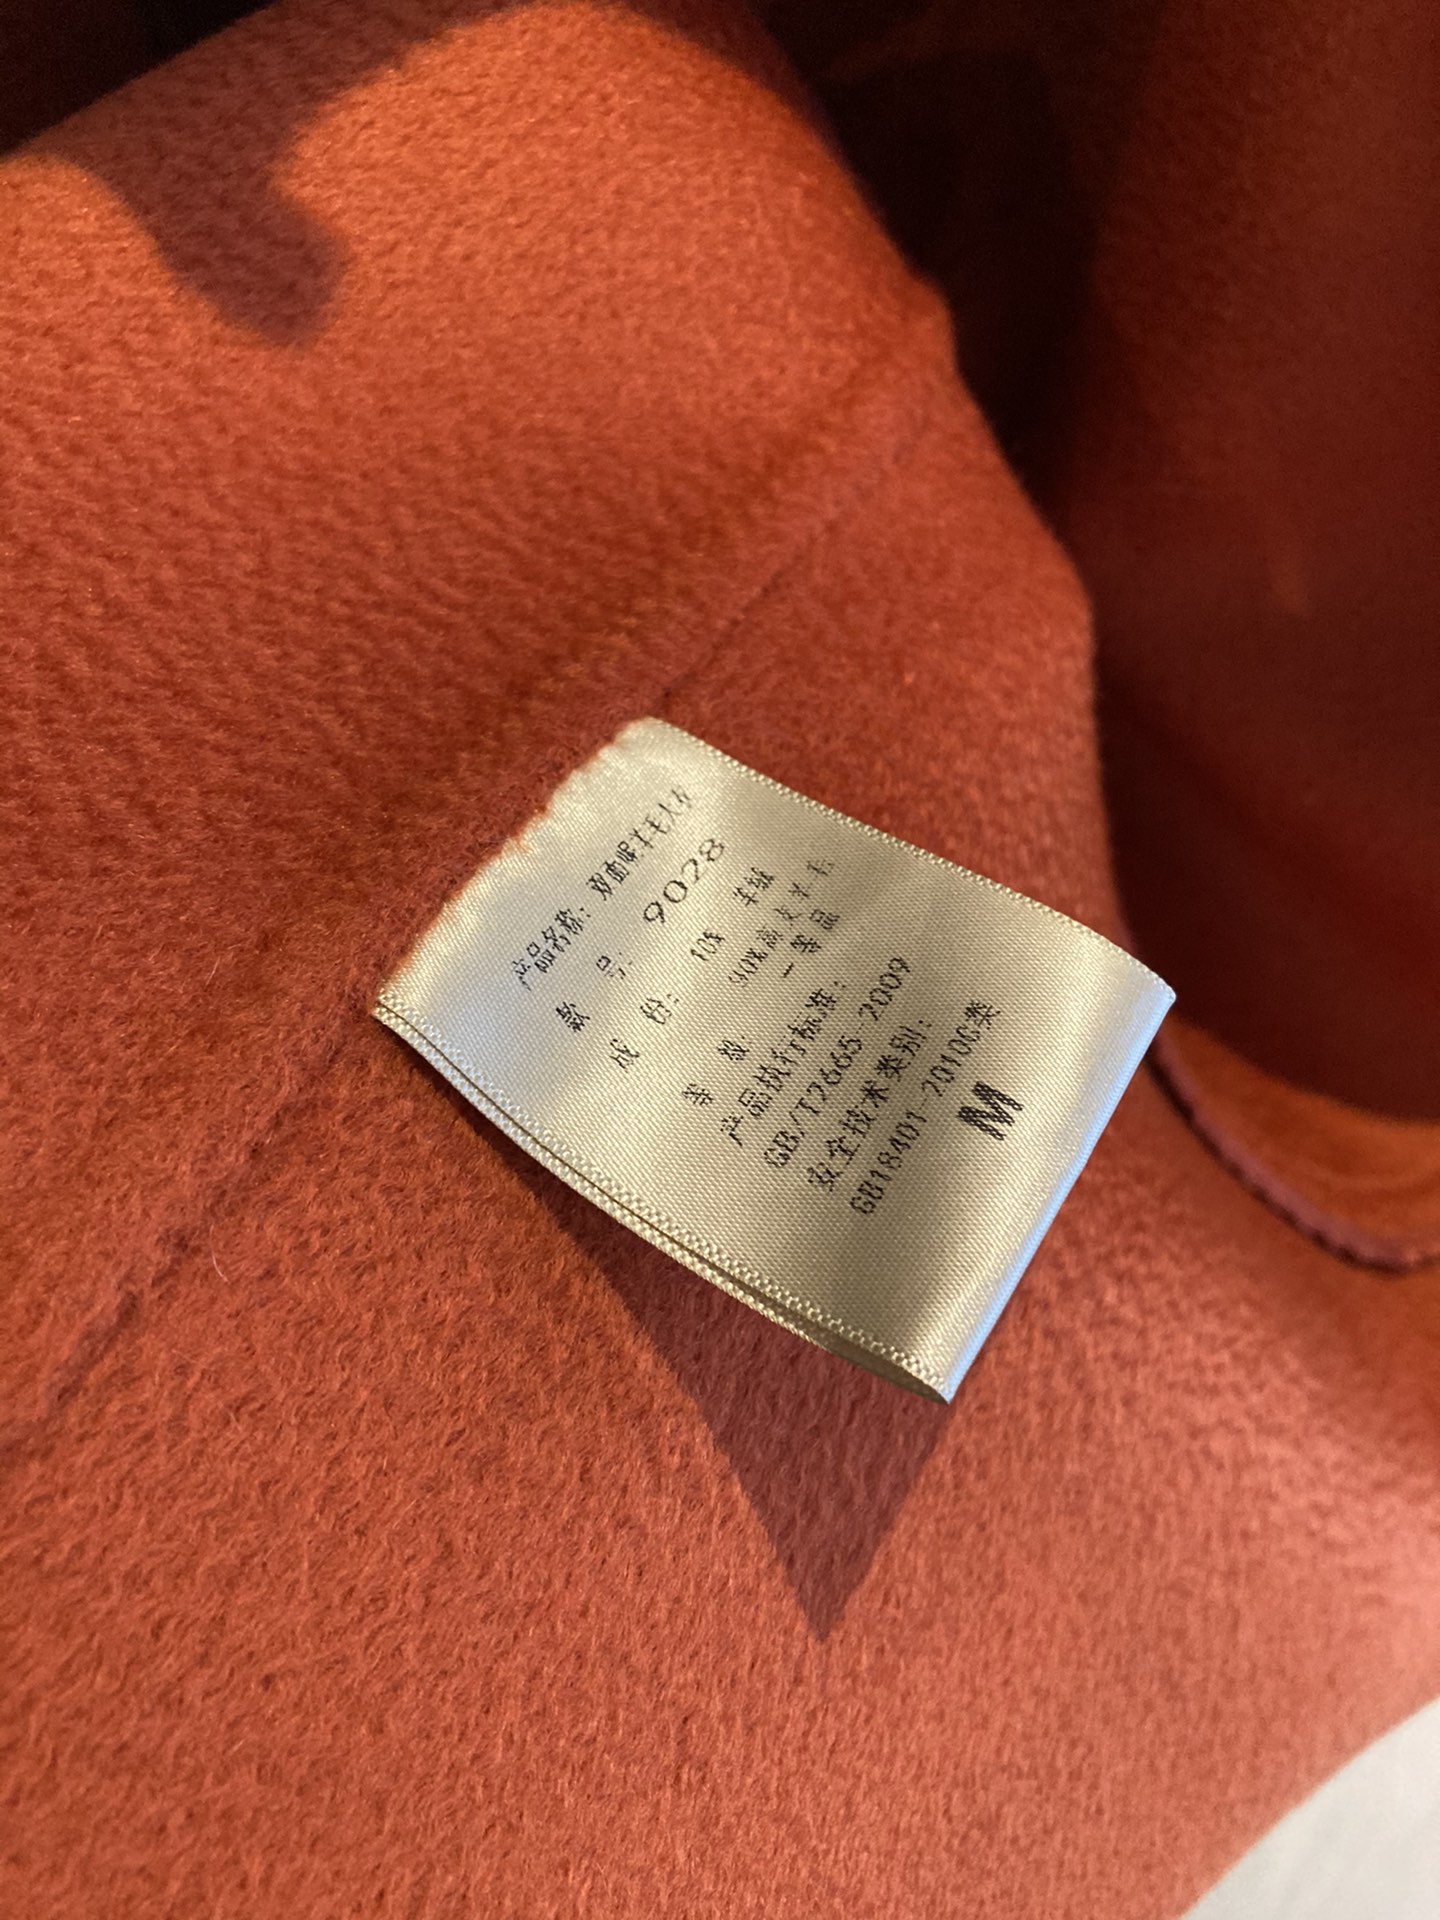 产品名称：双面呢羊毛大衣
款 号：9028
成 份：10% 羊绒
90%高支羊毛
等 级：一等品
产品执行标准：
GB/T2665-2009
安全技术类别：
GB18401-2010C类
M